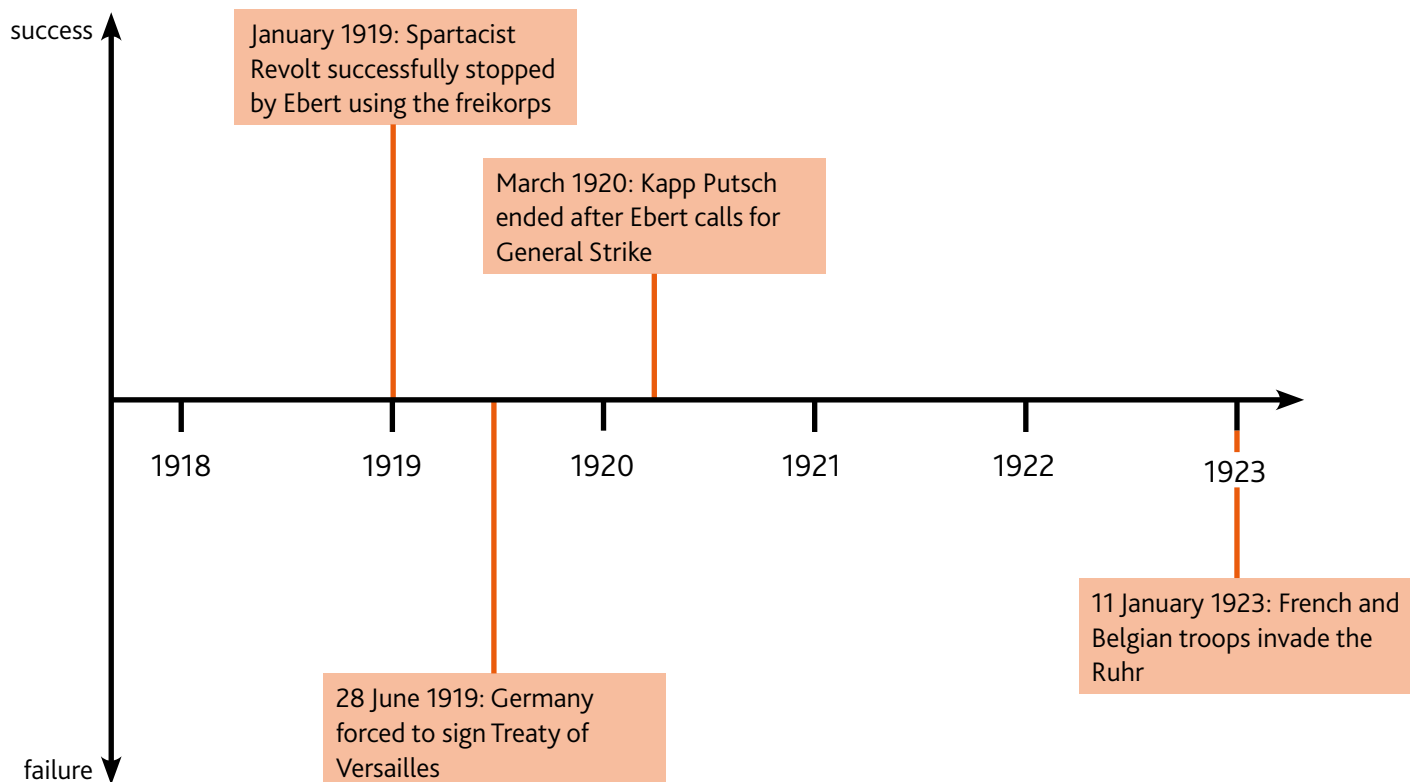 success
January 1919: Spartacist
Revolt successfully stopped
by Ebert using the freikorps
March 1920: Kapp Putsch
ended after Ebert calls for
General Strike
1918
1919
1920
1921
1922
1923
11 January 1923: French and
Belgian troops invade the
Ruhr
28 June 1919: Germany
forced to sign Treaty of
Versailles
failure